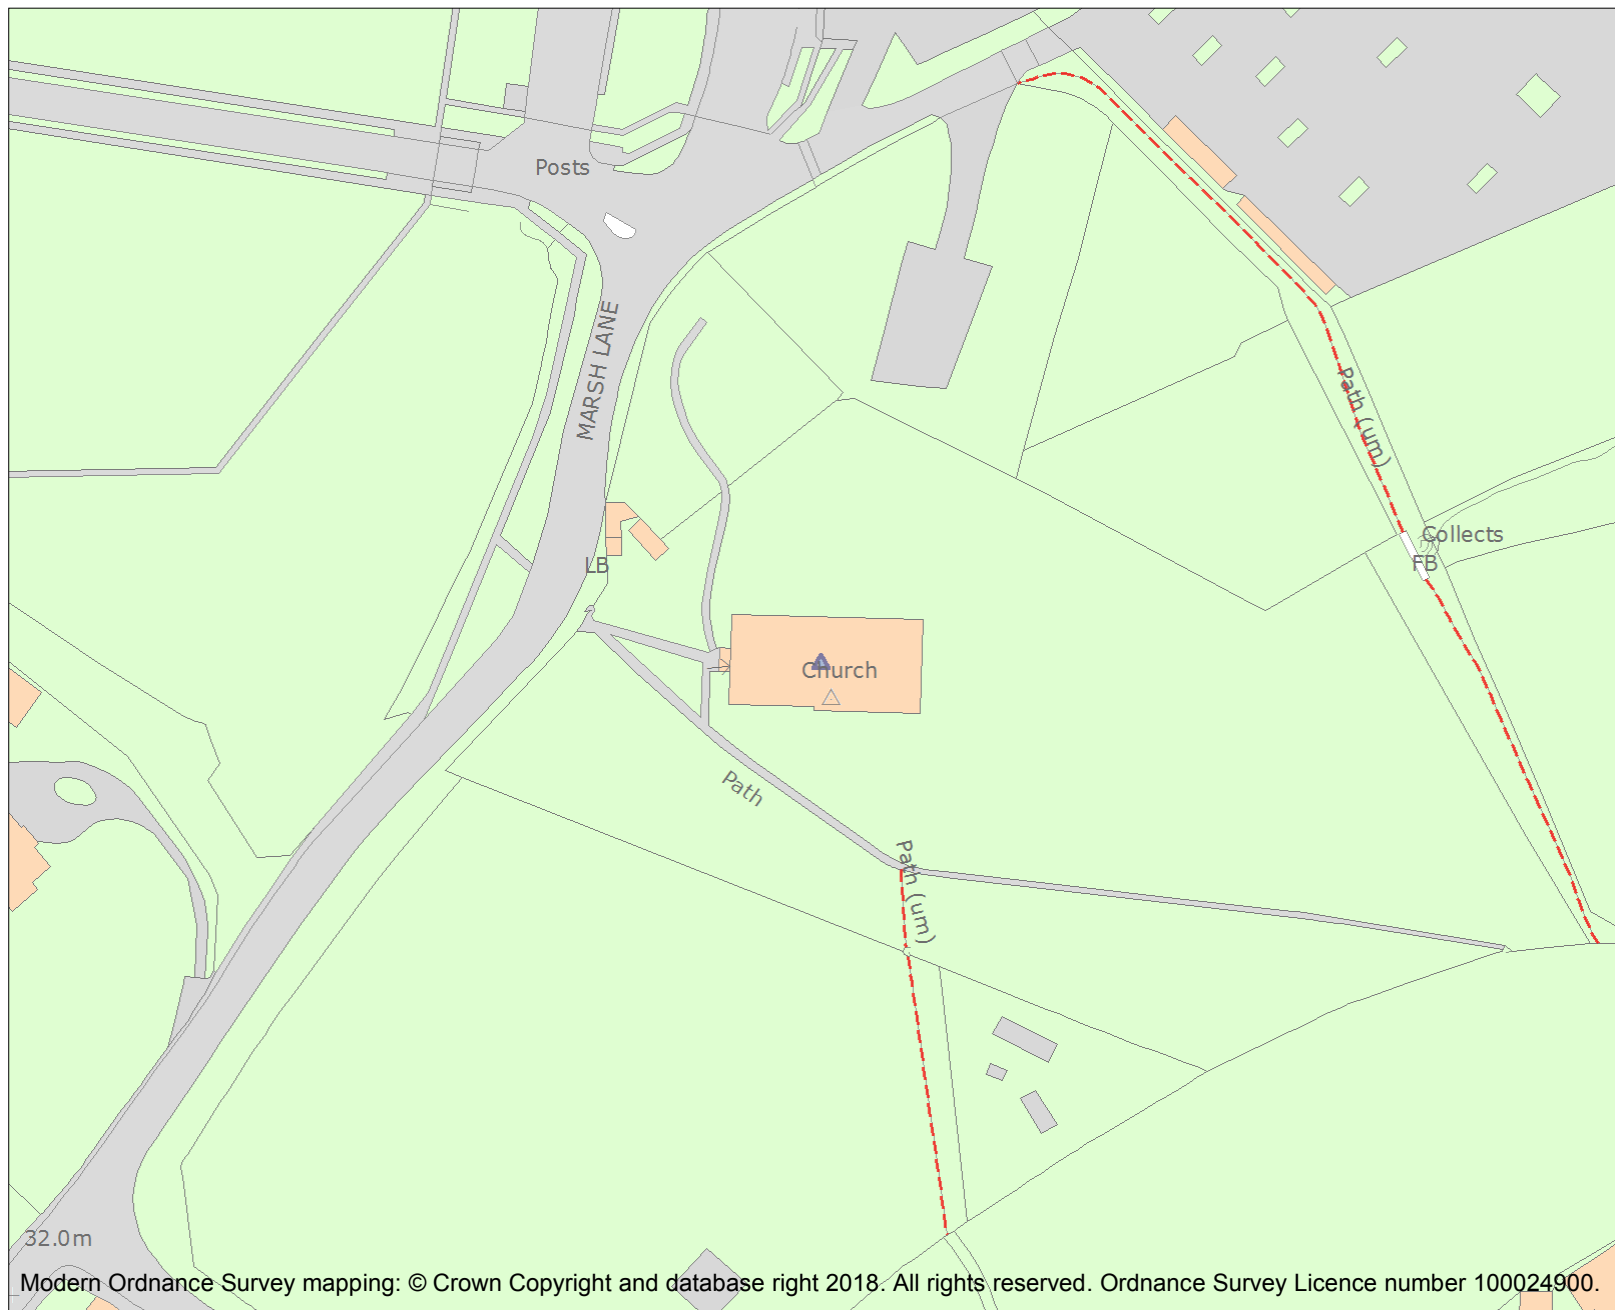 Posts
MARSH LANE
Path (um)
Collects
FB
LB
Church
Path
Path (um)
32.0m
Modern Ordnance Survey mapping: © Crown Copyright and database right 2018. All rights reserved. Ordnance Survey Licence number 100024900.